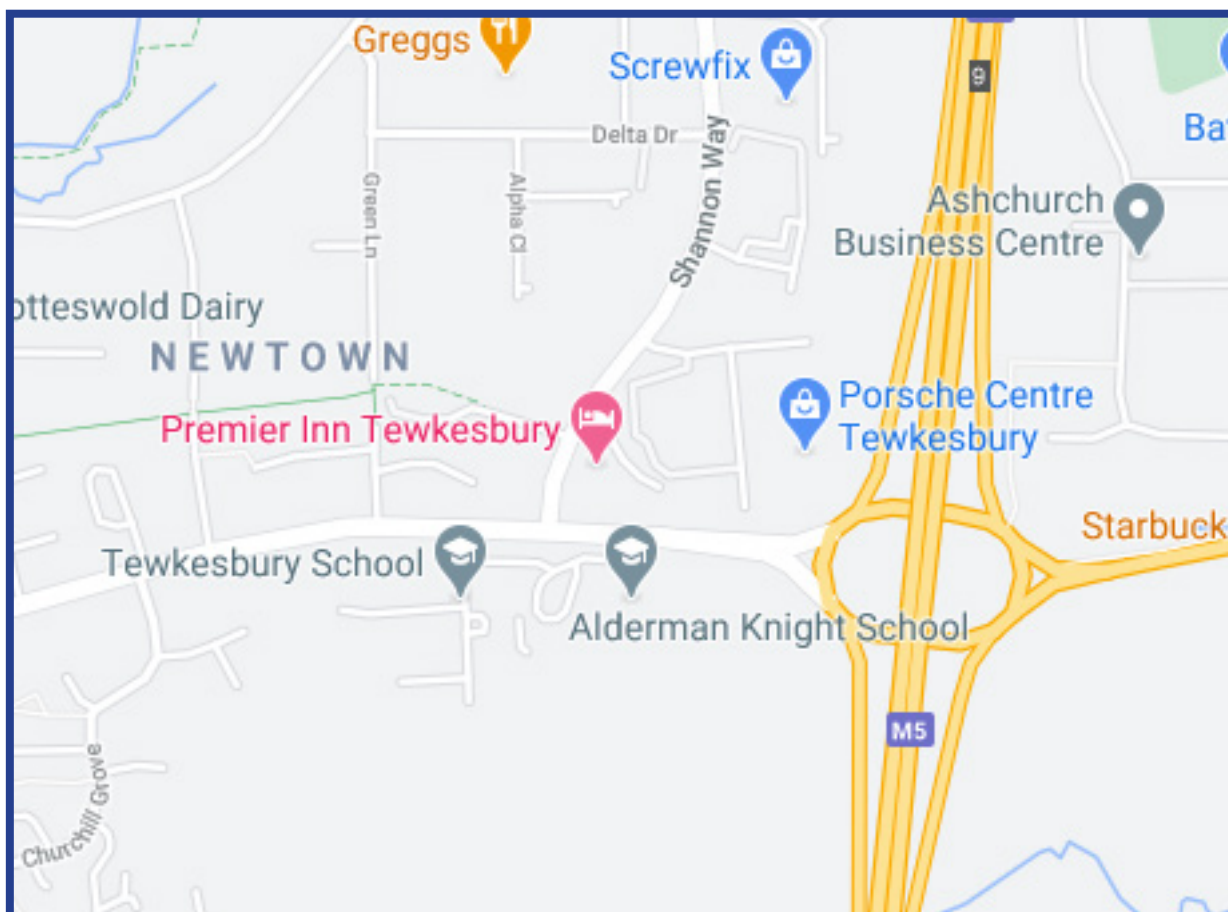 Greggs
Screwfix
9
Delta Dr
Shannon Way
Green Ln
Alpha Cl
Ashchurch
Business Centre
otteswold Dairy
NEWTOWN
Premier Inn Tewkesbury
Porsche Centre
Tewkesbury
Starbuck
Tewkesbury School
Alderman Knight School
M5
Churchill Grove